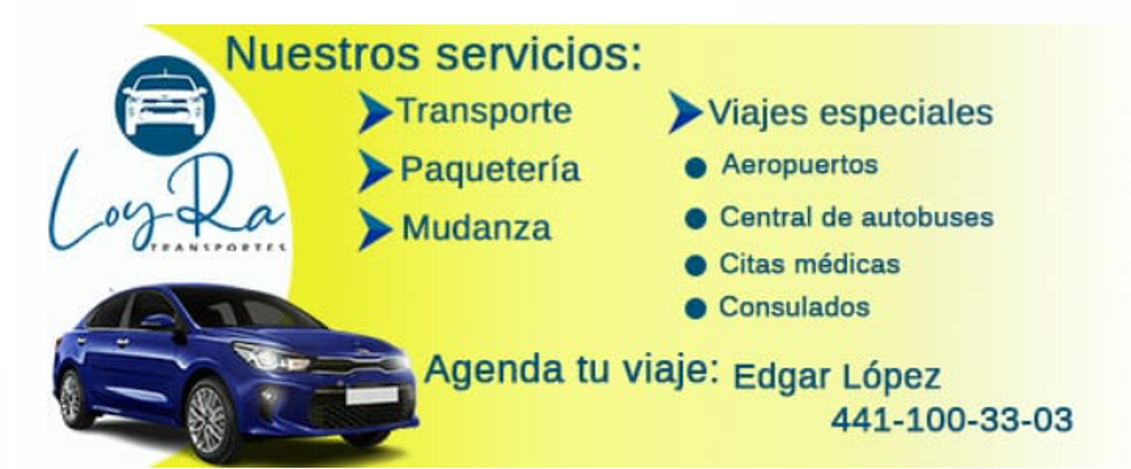 Nuestros servicios:
Transporte
Paquetería
Mudanza
Viajes especiales
Aeropuertos
Central de autobuses
Citas médicas
Consulados
LoyRa
TRANSPORTES
Agenda tu viaje: Edgar López
441-100-33-03